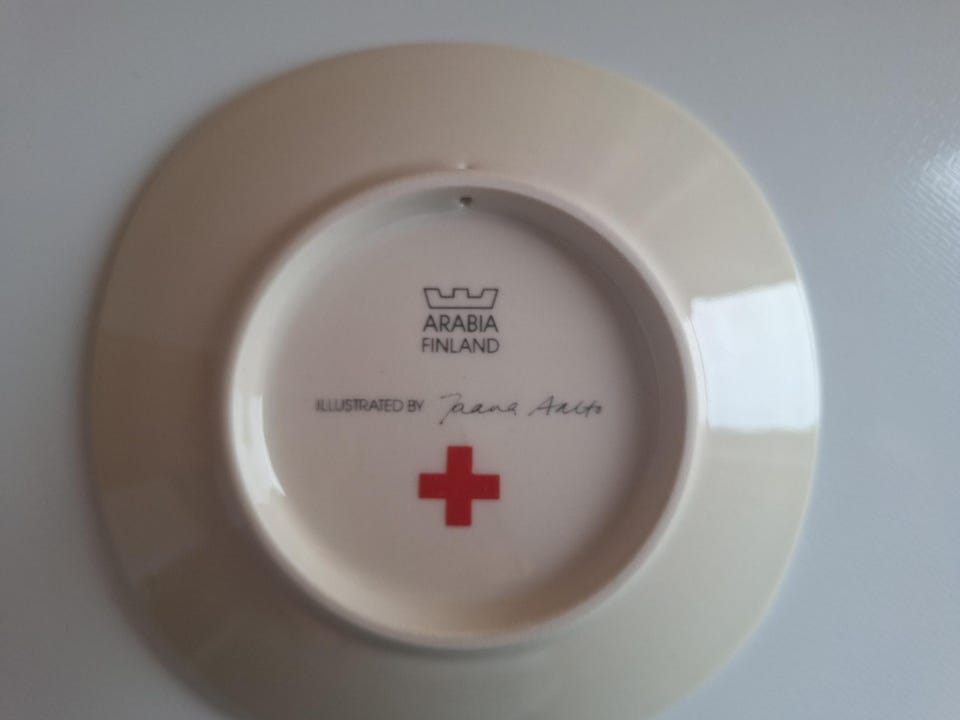 ARABIA
FINLAND
ILLUSTRATED BY Jaana Aalto